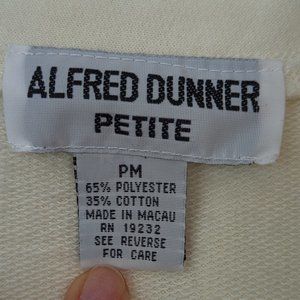 ALFRED DUNNER
PETITE
PM
65% POLYESTER
35% COTTON
MADE IN MACAU
RN 19232
SEE REVERSE
FOR CARE